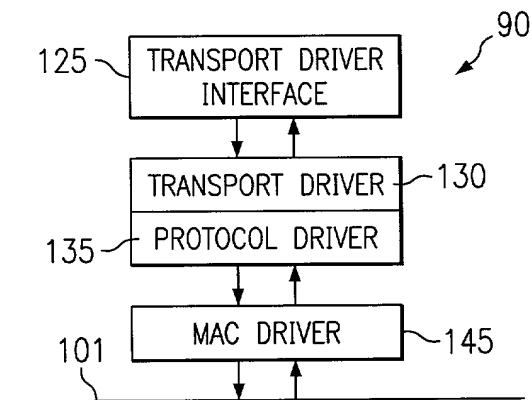 90
125
TRANSPORT DRIVER
INTERFACE
TRANSPORT DRIVER
130
135
PROTOCOL DRIVER
MAC DRIVER
145
101